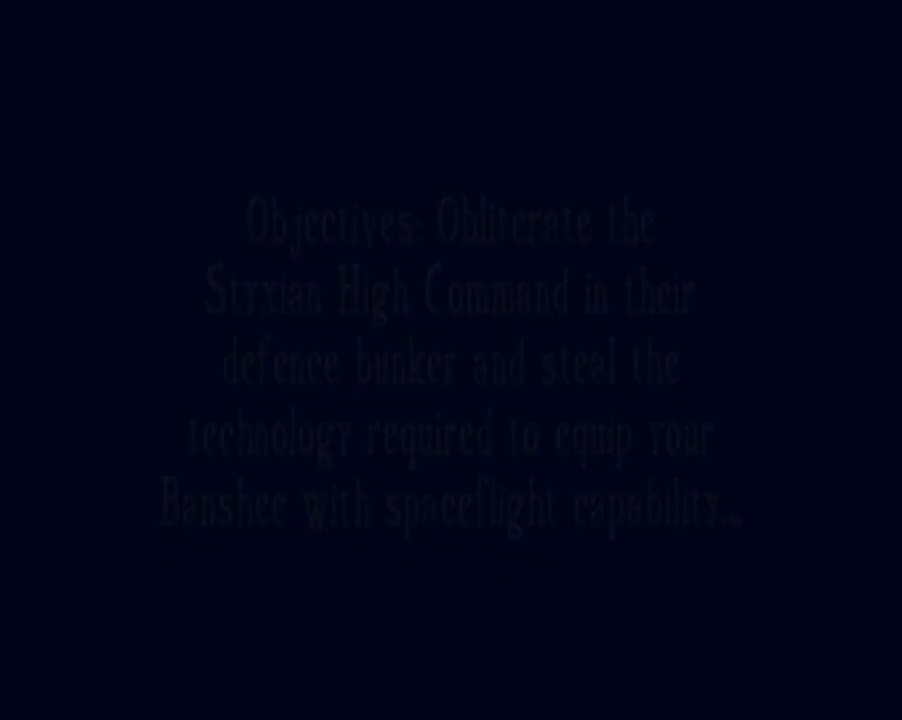 Objectives: Obliterate the
Styxian High Command in their
defence bunker and steal the
technology required to equip your
Banshee with spaceflight capability...